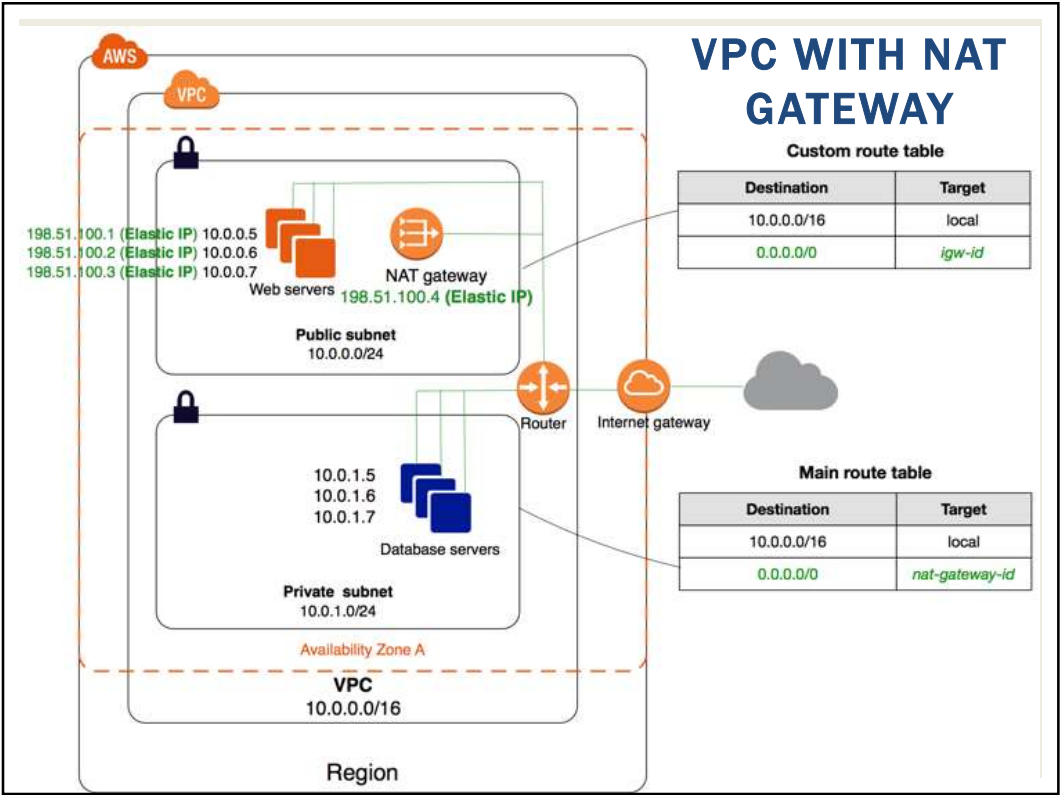 VPC WITH NAT
GATEWAY
AWS
VPC
198.51.100.1 (Elastic IP) 10.0.0.5
198.51.100.2 (Elastic IP) 10.0.0.6
198.51.100.3 (Elastic IP) 10.0.0.7
Web servers
NAT gateway
198.51.100.4 (Elastic IP)
Public subnet
10.0.0.0/24
Router
Internet gateway
10.0.1.5
10.0.1.6
10.0.1.7
Database servers
Private subnet
10.0.1.0/24
Availability Zone A
VPC
10.0.0.0/16
Region
Custom route table
Destination Target
10.0.0.0/16 local
0.0.0.0/0 igw-id
Main route table
Destination Target
10.0.0.0/16 local
0.0.0.0/0 nat-gateway-id